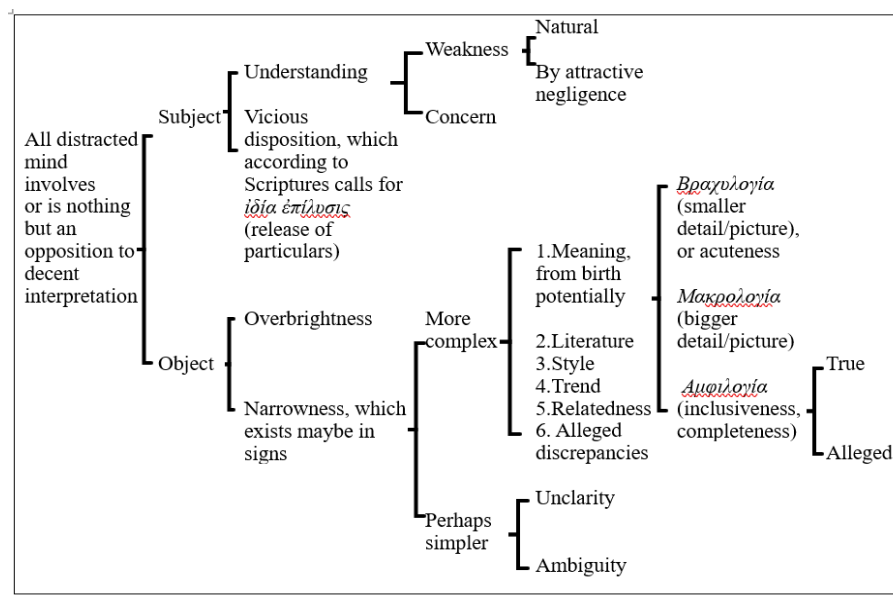 All distracted
mind
involves
or is nothing
but an
opposition to
decent
interpretation
Subject
Understanding
Weakness
Natural
By attractive
negligence
Concern
Vicious
disposition, which
according to
Scriptures calls for
ἰδία ἐπίλυσις
(release of
particulars)
Object
Overbrightness
Narrowness, which
exists maybe in
signs
More
complex
1.Meaning,
from birth
potentially
Βραχυλογία
(smaller
detail/picture),
or acuteness
Μακρολογία
(bigger
detail/picture)
Αμφιλογία
(inclusiveness,
completeness)
True
Alleged
2.Literature
3.Style
4.Trend
5.Relatedness
6. Alleged
discrepancies
Perhaps
simpler
Unclarity
Ambiguity